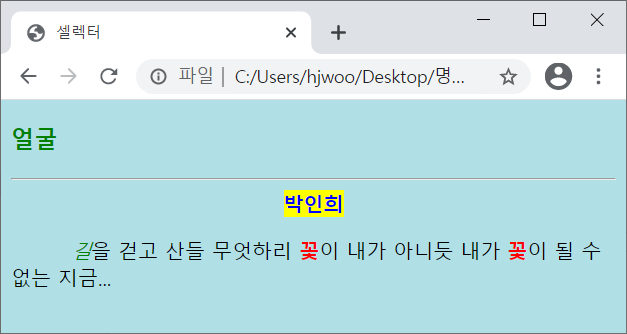 셀렉터
파일 | C:/Users/hjwoo/Desktop/명...
얼굴
박인희
길을 걷고 산들 무엇하리 꽃이 내가 아니듯 내가 꽃이 될 수
없는 지금...